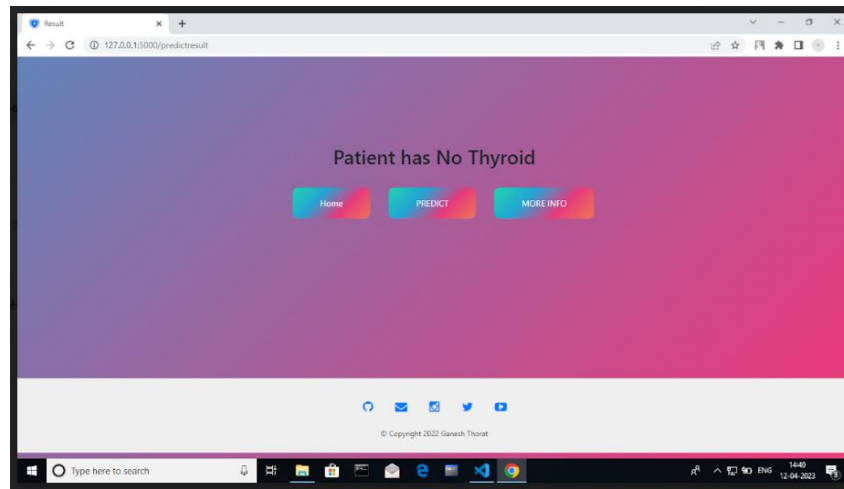 Result
127.0.0.1:5000/predictresult
Patient has No Thyroid
Home PREDICT MORE INFO
© Copyright 2022 Ganesh Thorat
Type here to search
ENG
14:40
12-04-2023